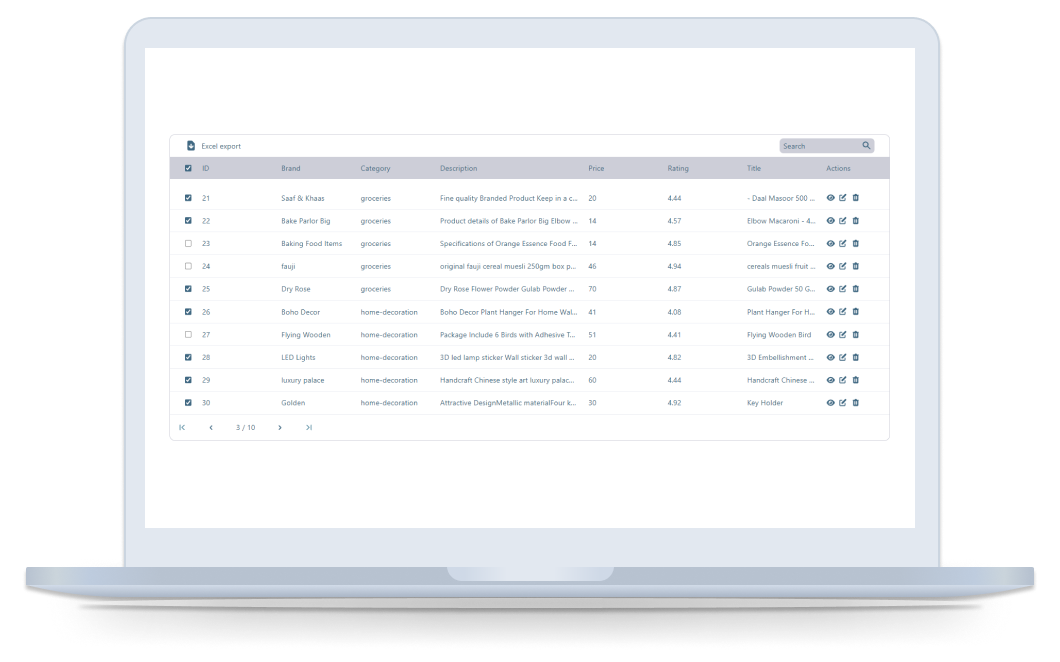 Excel export Search
ID Brand Category Description Price Rating Title Actions
21 Saaf & Khaas groceries Fine quality Branded Product Keep in a c... 20 4.44 - Daal Masoor 500 ...
22 Bake Parlor Big groceries Product details of Bake Parlor Big Elbow ... 14 4.57 Elbow Macaroni - 4...
23 Baking Food Items groceries Specifications of Orange Essence Food F... 14 4.85 Orange Essence Fo...
24 fauji groceries original fauji cereal muesli 250gm box p... 46 4.94 cereals muesli fruit ...
25 Dry Rose groceries Dry Rose Flower Powder Gulab Powder ... 70 4.87 Gulab Powder 50 G...
26 Boho Decor home-decoration Boho Decor Plant Hanger For Home Wal... 41 4.08 Plant Hanger For H...
27 Flying Wooden home-decoration Package Include 6 Birds with Adhesive T... 51 4.41 Flying Wooden Bird
28 LED Lights home-decoration 3D led lamp sticker Wall sticker 3d wall ... 20 4.82 3D Embellishment ...
29 luxury palace home-decoration Handcraft Chinese style art luxury palac... 60 4.44 Handcraft Chinese ...
30 Golden home-decoration Attractive DesignMetallic materialFour k... 30 4.92 Key Holder
3 / 10